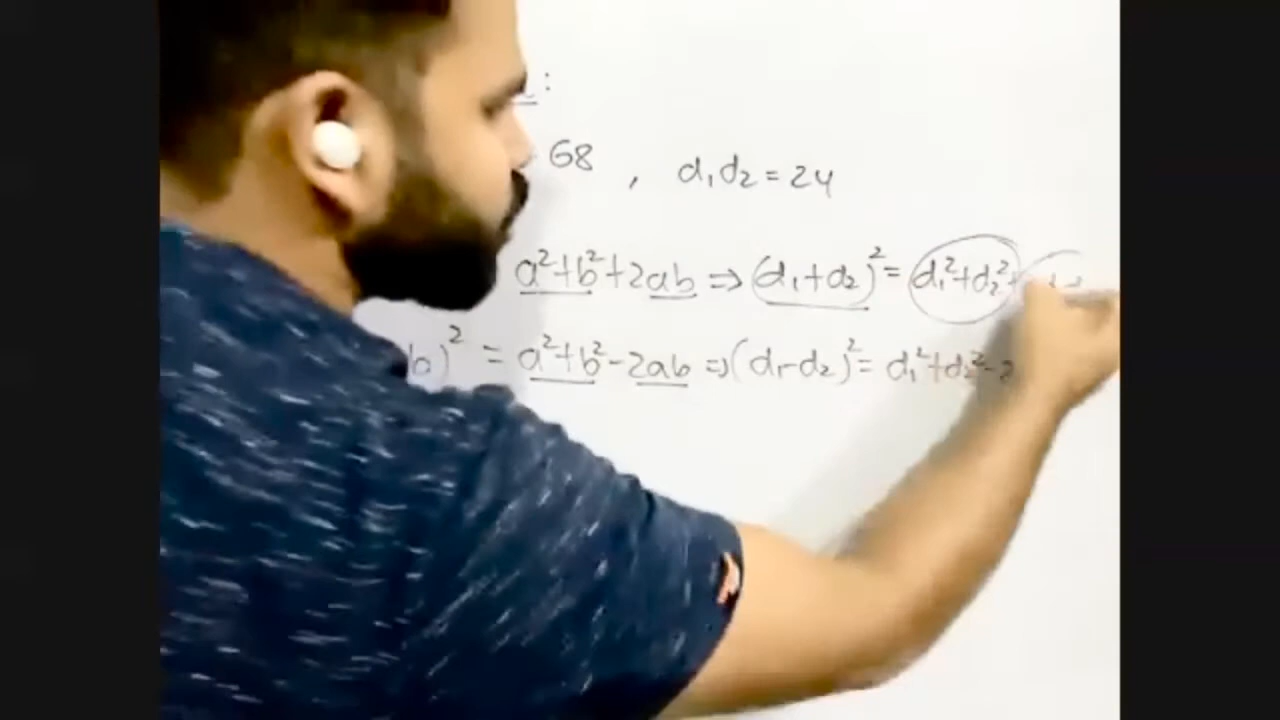 :
68 , d₁d₂ = 24
a²+b²+2ab ⇒ (d₁+d₂)² = d₁²+d₂²+
b)² = a²+b²-2ab ⇒ (d₁-d₂)² = d₁²+d₂²-2